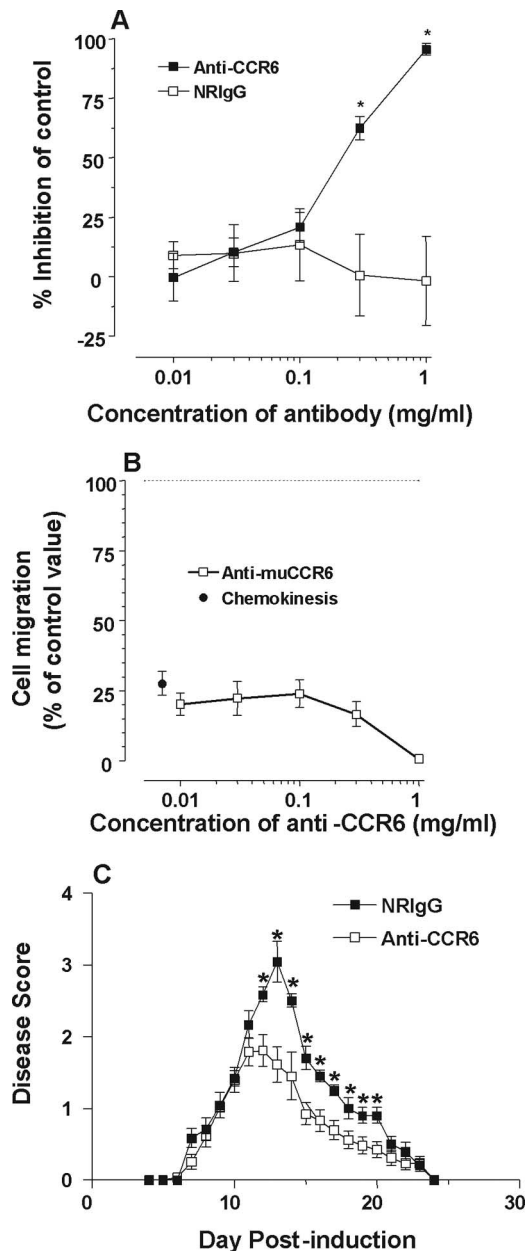 A
100
75
50
25
0
-25
% Inhibition of control
Anti-CCR6
NRIgG
*
*
0.01 0.1 1
Concentration of antibody (mg/ml)
B
100
75
50
25
0
Cell migration
(% of control value)
Anti-muCCR6
Chemokinesis
0.01 0.1 1
Concentration of anti-CCR6 (mg/ml)
C
4
3
2
1
0
Disease Score
NRIgG
Anti-CCR6
* * * * * * * * *
0 10 20 30
Day Post-induction